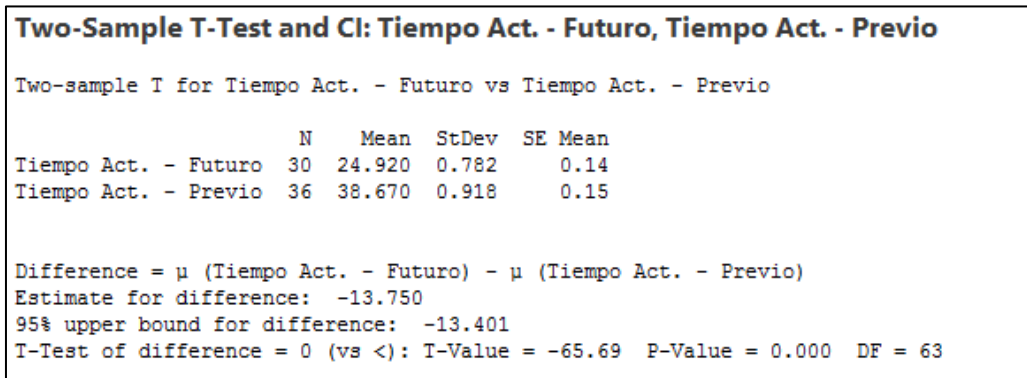 Two-Sample T-Test and CI: Tiempo Act. - Futuro, Tiempo Act. - Previo
Two-sample T for Tiempo Act. - Futuro vs Tiempo Act. - Previo
N Mean StDev SE Mean
Tiempo Act. - Futuro 30 24.920 0.782 0.14
Tiempo Act. - Previo 36 38.670 0.918 0.15
Difference = μ (Tiempo Act. - Futuro) - μ (Tiempo Act. - Previo)
Estimate for difference: -13.750
95% upper bound for difference: -13.401
T-Test of difference = 0 (vs <): T-Value = -65.69 P-Value = 0.000 DF = 63